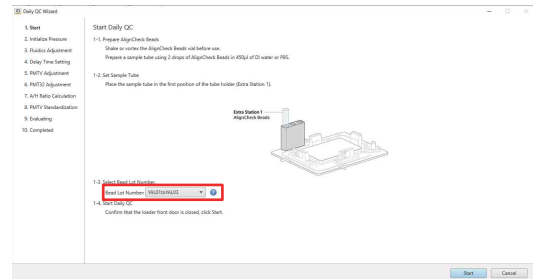 Daily QC Wizard
1. Start
2. Initialize Pressure
3. Fluidics Adjustment
4. Delay Time Setting
5. PMTV Adjustment
6. PMT32 Adjustment
7. A/H Ratio Calculation
8. PMTV Standardization
9. Evaluating
10. Completed
Start Daily QC
1-1. Prepare AlignCheck Beads
Shake or vortex the AlignCheck Beads vial before use.
Prepare a sample tube using 2 drops of AlignCheck Beads in 450μl of DI water or PBS.
1-2. Set Sample Tube
Place the sample tube in the first position of the tube holder (Extra Station 1).
Extra Station 1
AlignCheck Beads
1-3. Select Bead Lot Number
Bead Lot Number: YAL01toYAL03
1-4. Start Daily QC
Confirm that the loader front door is closed, click Start.
Start
Cancel